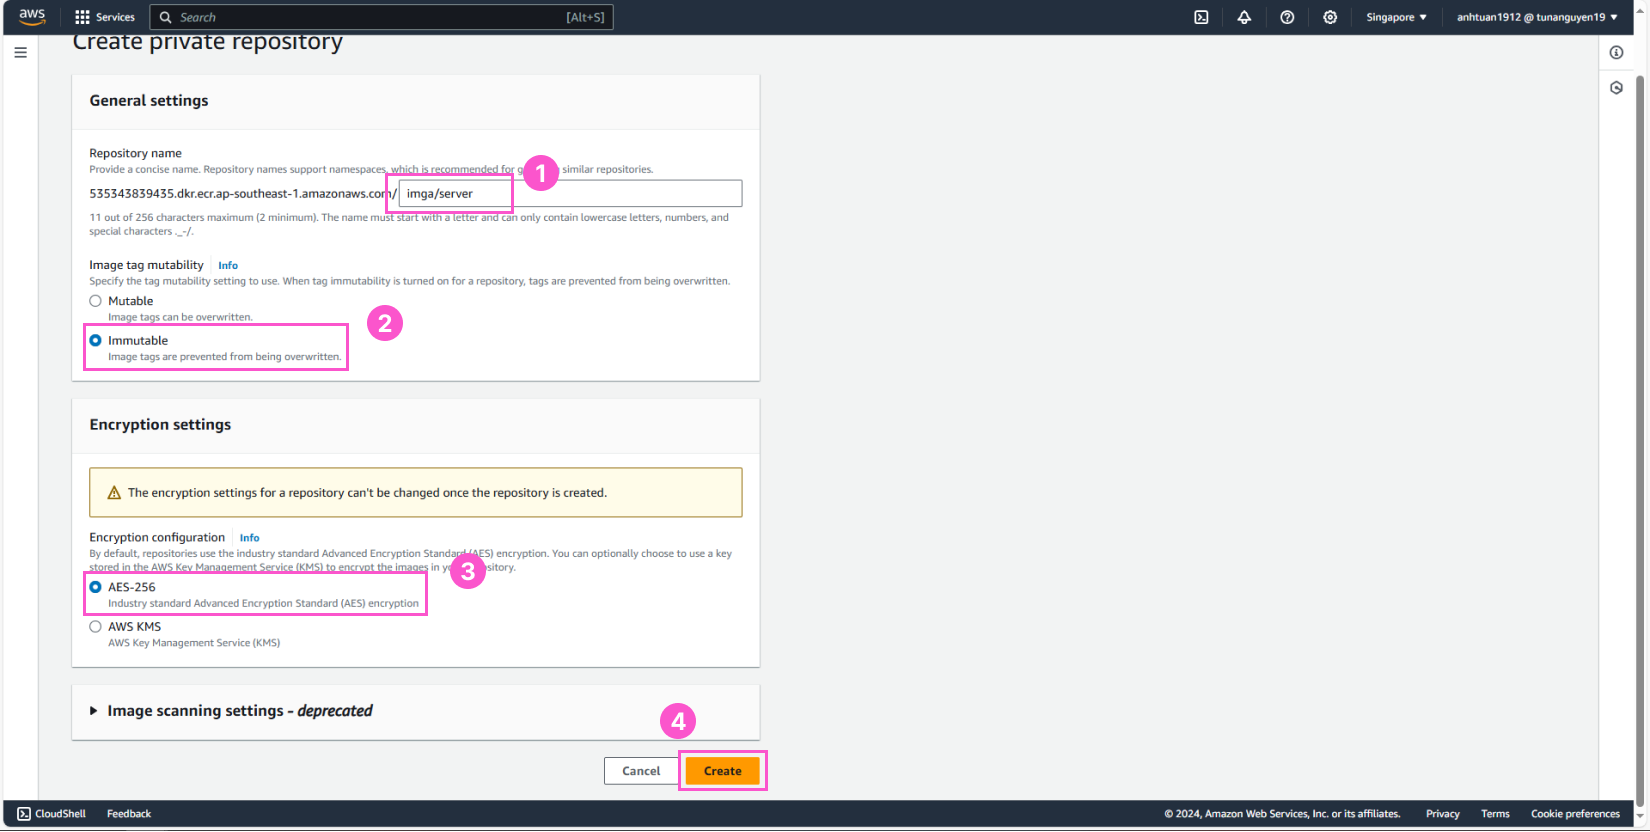 aws
Services
Search
[Alt+S]
Singapore ▼
anhtuan1912 @ tunanguyen19 ▼
Create private repository
General settings
Repository name
Provide a concise name. Repository names support namespaces, which is recommended for g similar repositories.
1
535343839435.dkr.ecr.ap-southeast-1.amazonaws.com/
imga/server
11 out of 256 characters maximum (2 minimum). The name must start with a letter and can only contain lowercase letters, numbers, and
special characters ._-/.
Image tag mutability
Info
Specify the tag mutability setting to use. When tag immutability is turned on for a repository, tags are prevented from being overwritten.
Mutable
Image tags can be overwritten.
2
Immutable
Image tags are prevented from being overwritten.
Encryption settings
The encryption settings for a repository can't be changed once the repository is created.
Encryption configuration
Info
By default, repositories use the industry standard Advanced Encryption Standard (AES) encryption. You can optionally choose to use a key
stored in the AWS Key Management Service (KMS) to encrypt the images in repository.
3
AES-256
Industry standard Advanced Encryption Standard (AES) encryption
AWS KMS
AWS Key Management Service (KMS)
Image scanning settings - deprecated
4
Cancel
Create
CloudShell
Feedback
© 2024, Amazon Web Services, Inc. or its affiliates.
Privacy
Terms
Cookie preferences